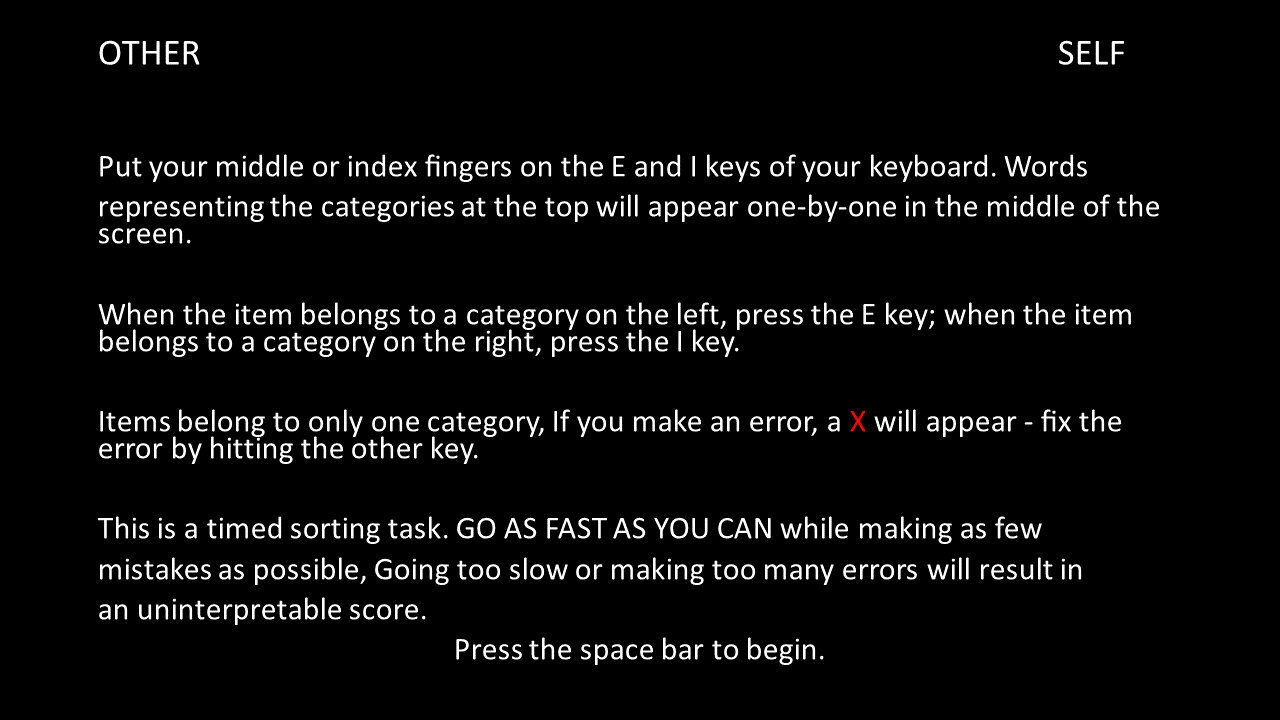 OTHER SELF
Put your middle or index fingers on the E and I keys of your keyboard. Words
representing the categories at the top will appear one-by-one in the middle of the
screen.
When the item belongs to a category on the left, press the E key; when the item
belongs to a category on the right, press the I key.
Items belong to only one category, If you make an error, a X will appear - fix the
error by hitting the other key.
This is a timed sorting task. GO AS FAST AS YOU CAN while making as few
mistakes as possible, Going too slow or making too many errors will result in
an uninterpretable score.
Press the space bar to begin.